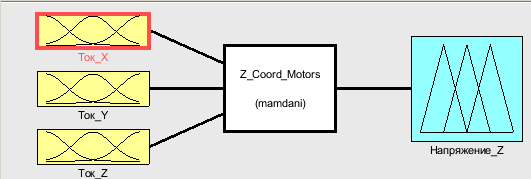 Ток_X
Ток_Y
Ток_Z
Z_Coord_Motors
(mamdani)
Напряжение_Z